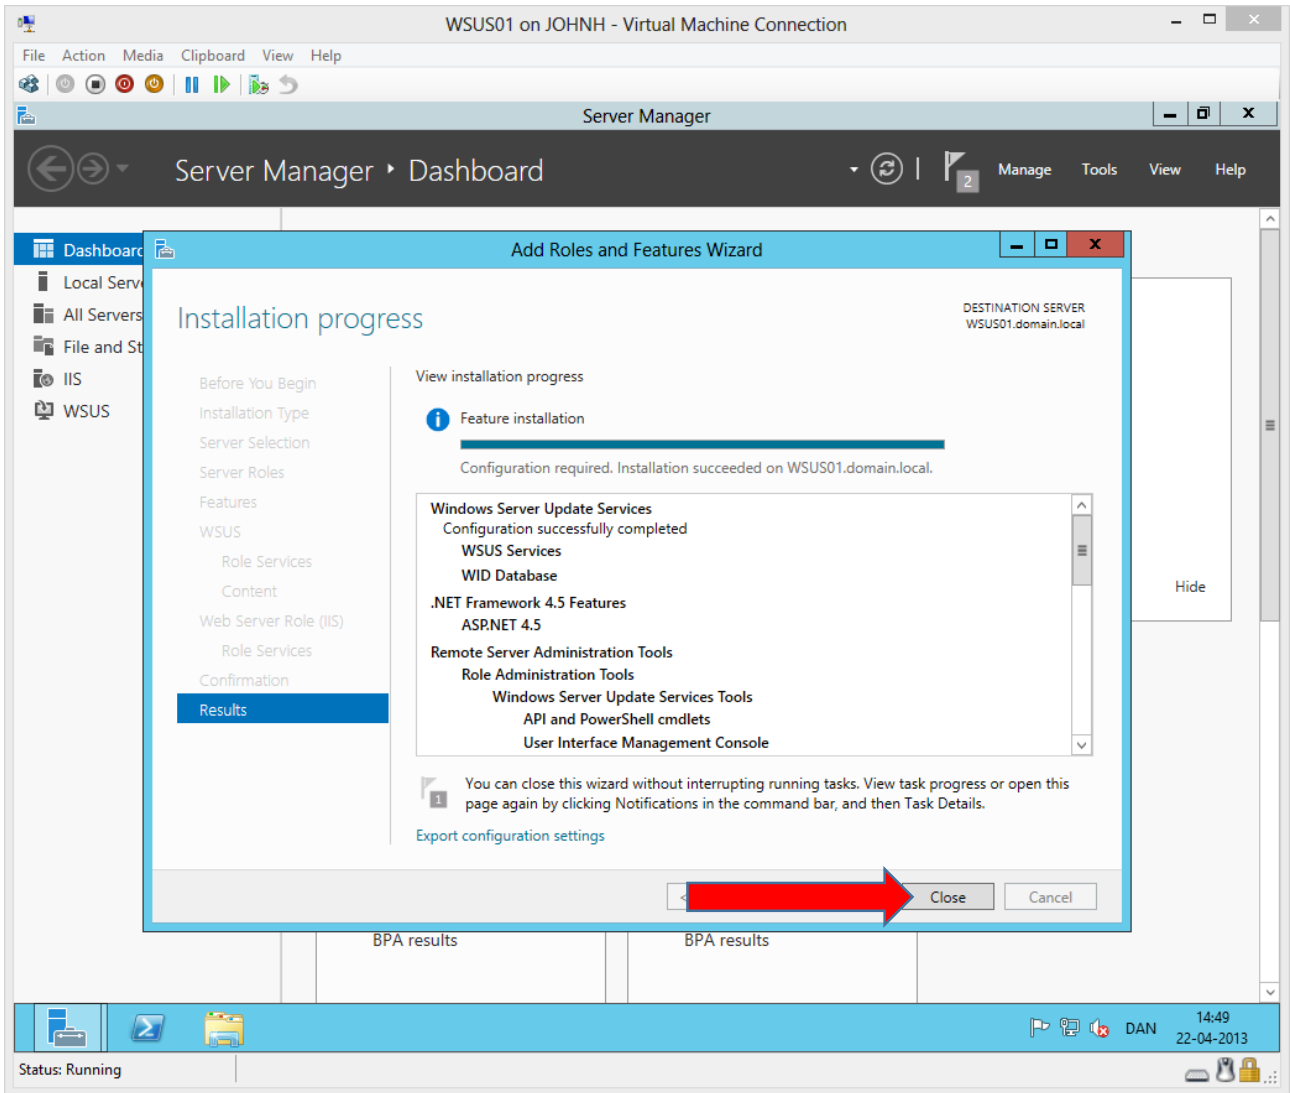 WSUS01 on JOHNH - Virtual Machine Connection
File Action Media Clipboard View Help
Server Manager
Server Manager ‣ Dashboard
2 Manage Tools View Help
Dashboard
Local Serv
All Servers
File and St
IIS
WSUS
Add Roles and Features Wizard
Installation progress
DESTINATION SERVER
WSUS01.domain.local
Before You Begin
Installation Type
Server Selection
Server Roles
Features
WSUS
Role Services
Content
Web Server Role (IIS)
Role Services
Confirmation
Results
View installation progress
Feature installation
Configuration required. Installation succeeded on WSUS01.domain.local.
Windows Server Update Services
Configuration successfully completed
WSUS Services
WID Database
.NET Framework 4.5 Features
ASP.NET 4.5
Remote Server Administration Tools
Role Administration Tools
Windows Server Update Services Tools
API and PowerShell cmdlets
User Interface Management Console
1
You can close this wizard without interrupting running tasks. View task progress or open this
page again by clicking Notifications in the command bar, and then Task Details.
Export configuration settings
< Close Cancel
Hide
BPA results BPA results
DAN
14:49
22-04-2013
Status: Running